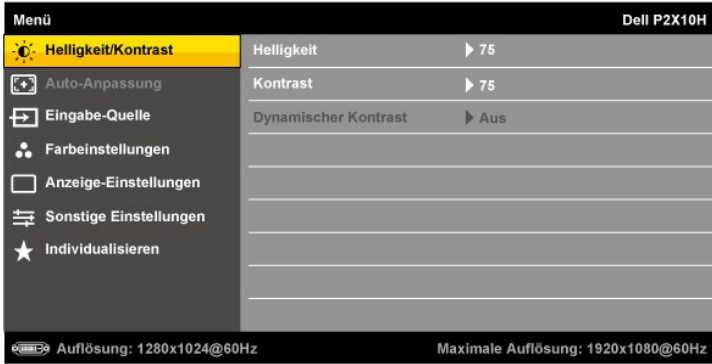 Menü Dell P2X10H
Helligkeit/Kontrast Helligkeit 75
Auto-Anpassung Kontrast 75
Eingabe-Quelle Dynamischer Kontrast Aus
Farbeinstellungen
Anzeige-Einstellungen
Sonstige Einstellungen
Individualisieren
Auflösung: 1280x1024@60Hz Maximale Auflösung: 1920x1080@60Hz